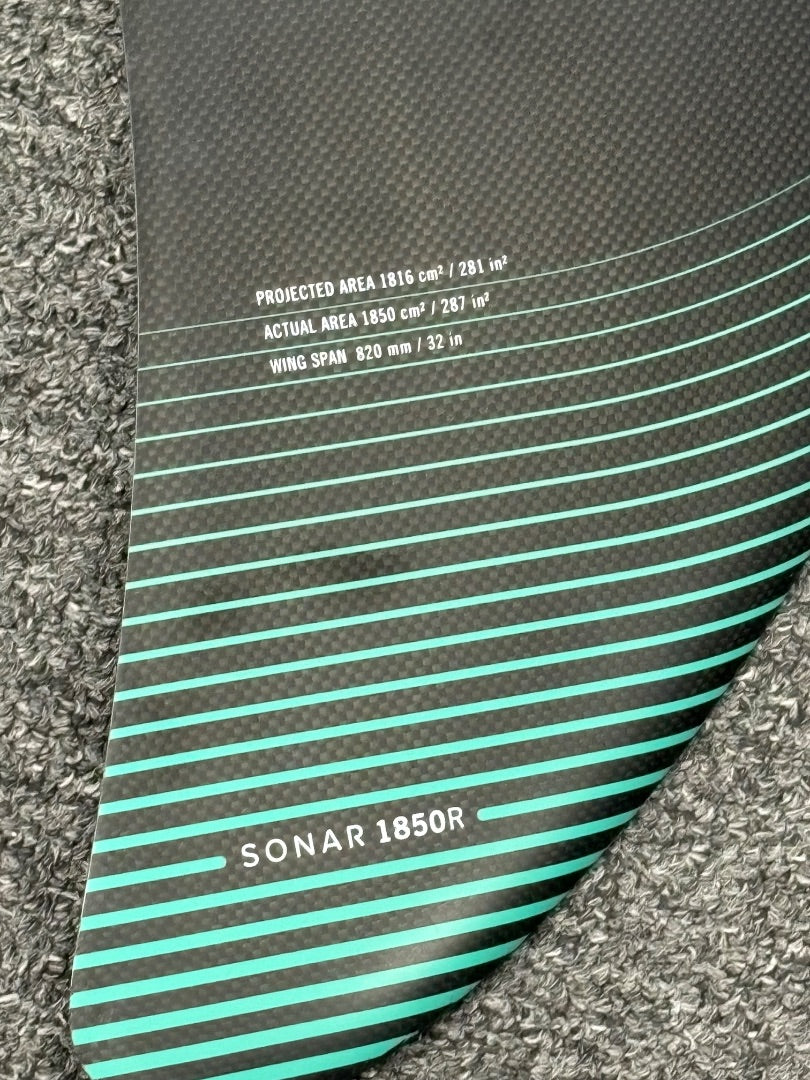 PROJECTED AREA 1816 cm² / 281 in²
ACTUAL AREA 1850 cm² / 287 in²
WING SPAN 820 mm / 32 in
SONAR 1850R